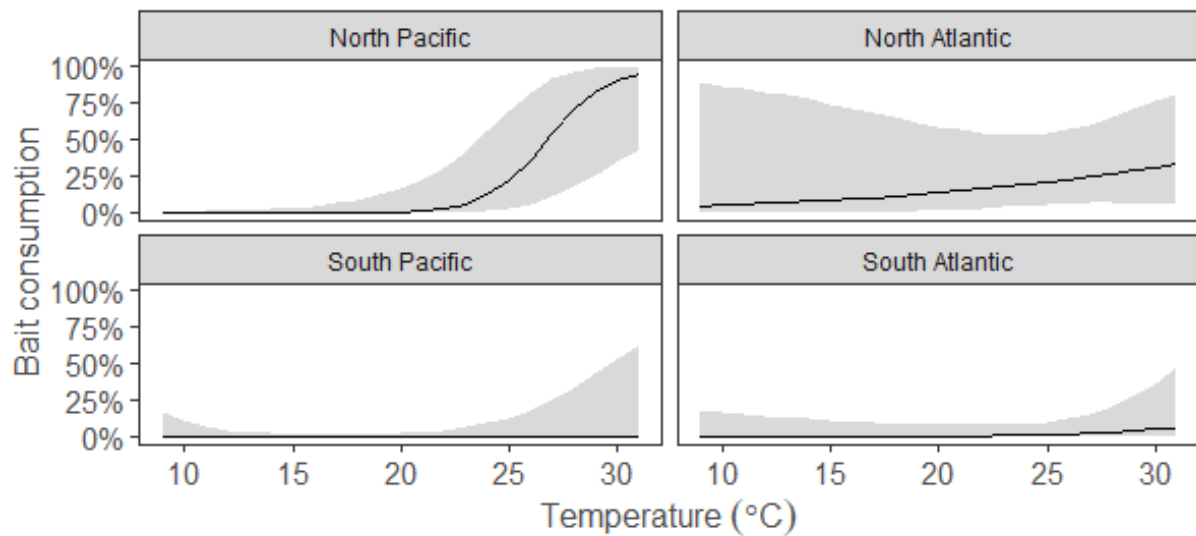 North Pacific
North Atlantic
100%
75%
50%
25%
0%
South Pacific
South Atlantic
100%
75%
50%
25%
0%
Bait consumption
10 15 20 25 30
10 15 20 25 30
Temperature (°C)